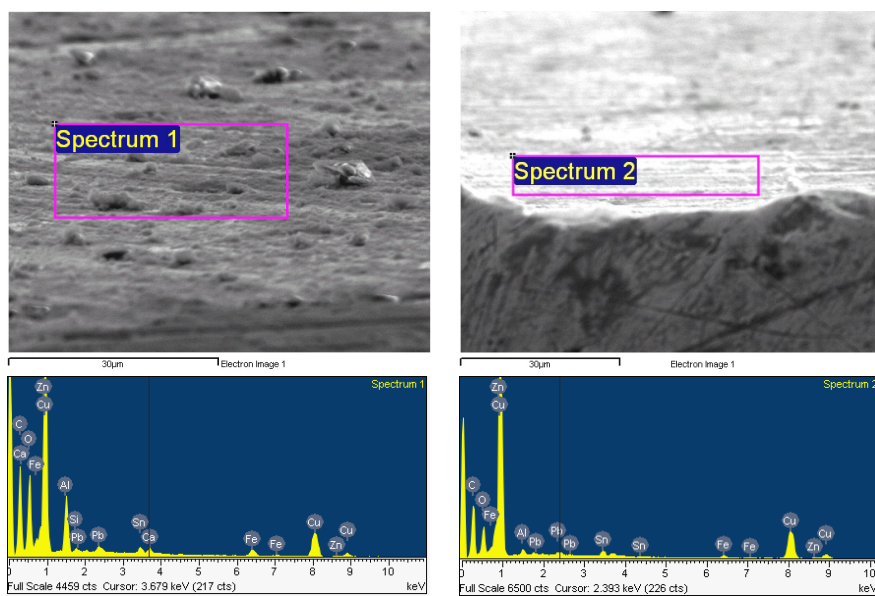 Spectrum 1
Spectrum 2
30µm Electron Image 1
30µm Electron Image 1
Spectrum 1
Zn
Cu
C
O
Ca
Fe
Al
Si
Pb
Pb
Sn
Ca
Fe
Fe
Cu
Zn
Cu
0 1 2 3 4 5 6 7 8 9 10
Full Scale 4459 cts Cursor: 3.679 keV (217 cts) keV
Spectrum 2
Zn
Cu
C
O
Fe
Al
Pb
Pb
Pb
Sn
Sn
Fe
Fe
Cu
Zn
Cu
0 1 2 3 4 5 6 7 8 9 10
Full Scale 6500 cts Cursor: 2.393 keV (226 cts) keV